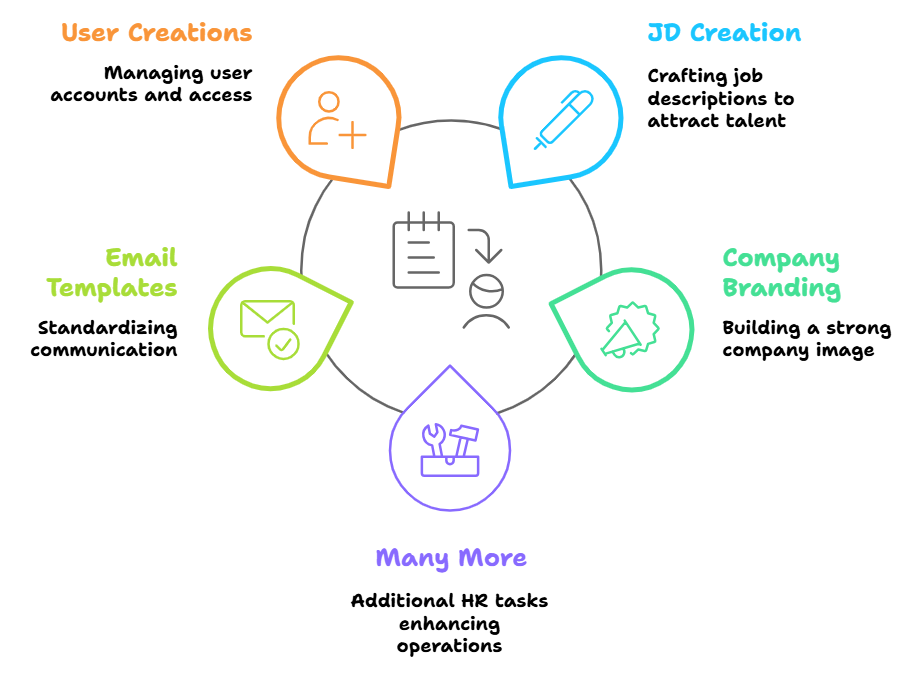 User Creations
Managing user
accounts and access
JD Creation
Crafting job
descriptions to
attract talent
Email
Templates
Standardizing
communication
Company
Branding
Building a strong
company image
Many More
Additional HR tasks
enhancing
operations